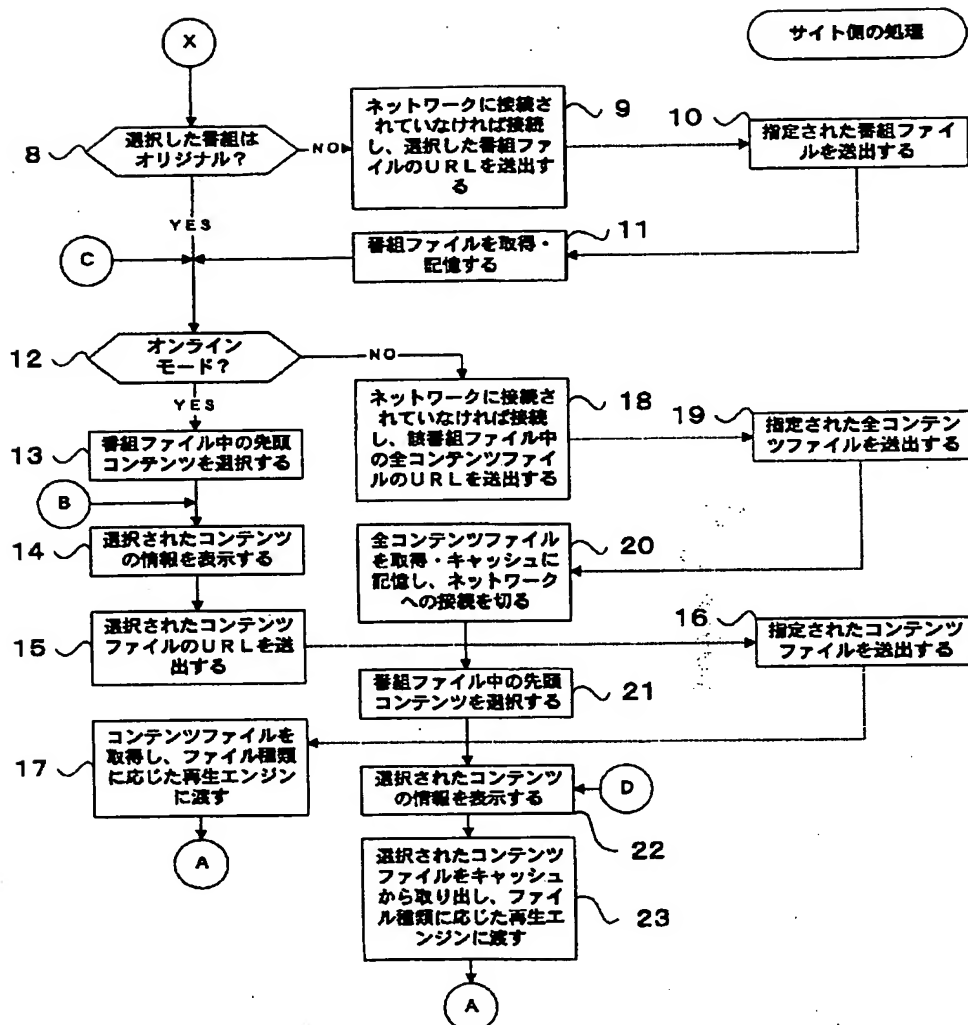 X
サイト側の処理
8
選択した番組は
オリジナル?
NO
9
ネットワークに接続さ
れていなければ接続
し、選択した番組ファ
イルのURLを送出す
る
10
指定された番組ファイ
ルを送出する
YES
11
番組ファイルを取得・
記憶する
C
12
オンライン
モード?
NO
YES
18
ネットワークに接続さ
れていなければ接続
し、該番組ファイル中
の全コンテンツファイ
ルのURLを送出する
19
指定された全コンテン
ツファイルを送出する
13
番組ファイル中の先頭
コンテンツを選択する
B
14
選択されたコンテンツ
の情報を表示する
20
全コンテンツファイル
を取得・キャッシュに
記憶し、ネットワーク
への接続を切る
15
選択されたコンテンツ
ファイルのURLを送
出する
16
指定されたコンテンツ
ファイルを送出する
21
番組ファイル中の先頭
コンテンツを選択する
17
コンテンツファイルを
取得し、ファイル種類
に応じた再生エンジン
に渡す
選択されたコンテンツ
の情報を表示する
D
22
A
選択されたコンテンツ
ファイルをキャッシュ
から取り出し、ファイ
ル種類に応じた再生エ
ンジンに渡す
23
A